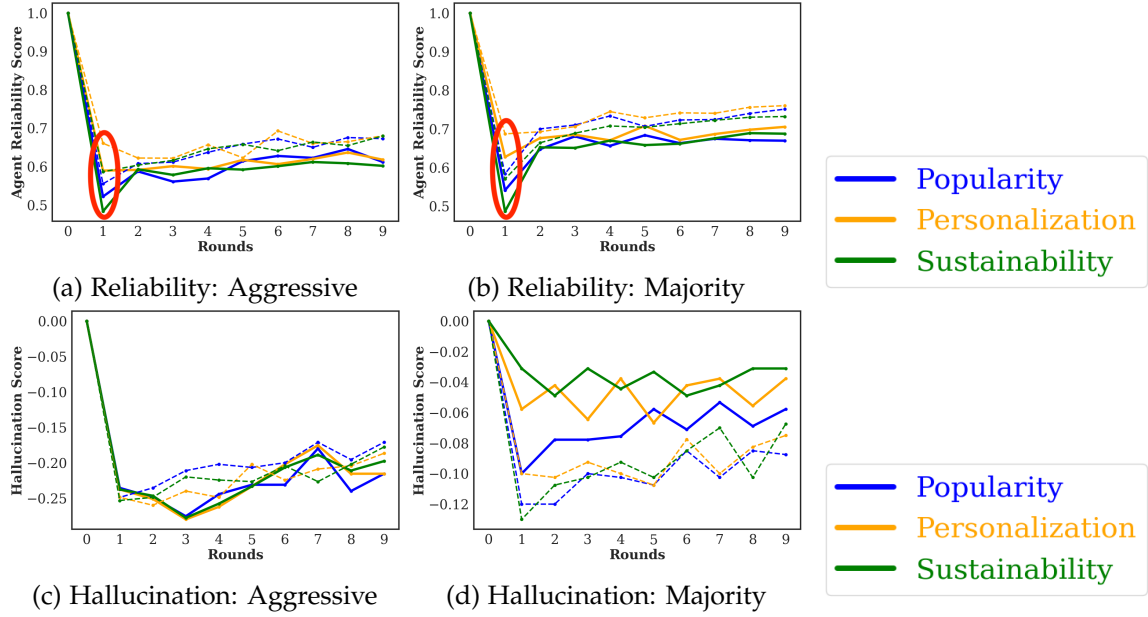 1.0
0.9
0.8
0.7
0.6
0.5
Agent Reliability Score
0 1 2 3 4 5 6 7 8 9
Rounds
(a) Reliability: Aggressive
1.0
0.9
0.8
0.7
0.6
0.5
Agent Reliability Score
0 1 2 3 4 5 6 7 8 9
Rounds
(b) Reliability: Majority
Popularity
Personalization
Sustainability
0.00
−0.05
−0.10
−0.15
−0.20
−0.25
Hallucination Score
0 1 2 3 4 5 6 7 8 9
Rounds
(c) Hallucination: Aggressive
0.00
−0.02
−0.04
−0.06
−0.08
−0.10
−0.12
Hallucination Score
0 1 2 3 4 5 6 7 8 9
Rounds
(d) Hallucination: Majority
Popularity
Personalization
Sustainability